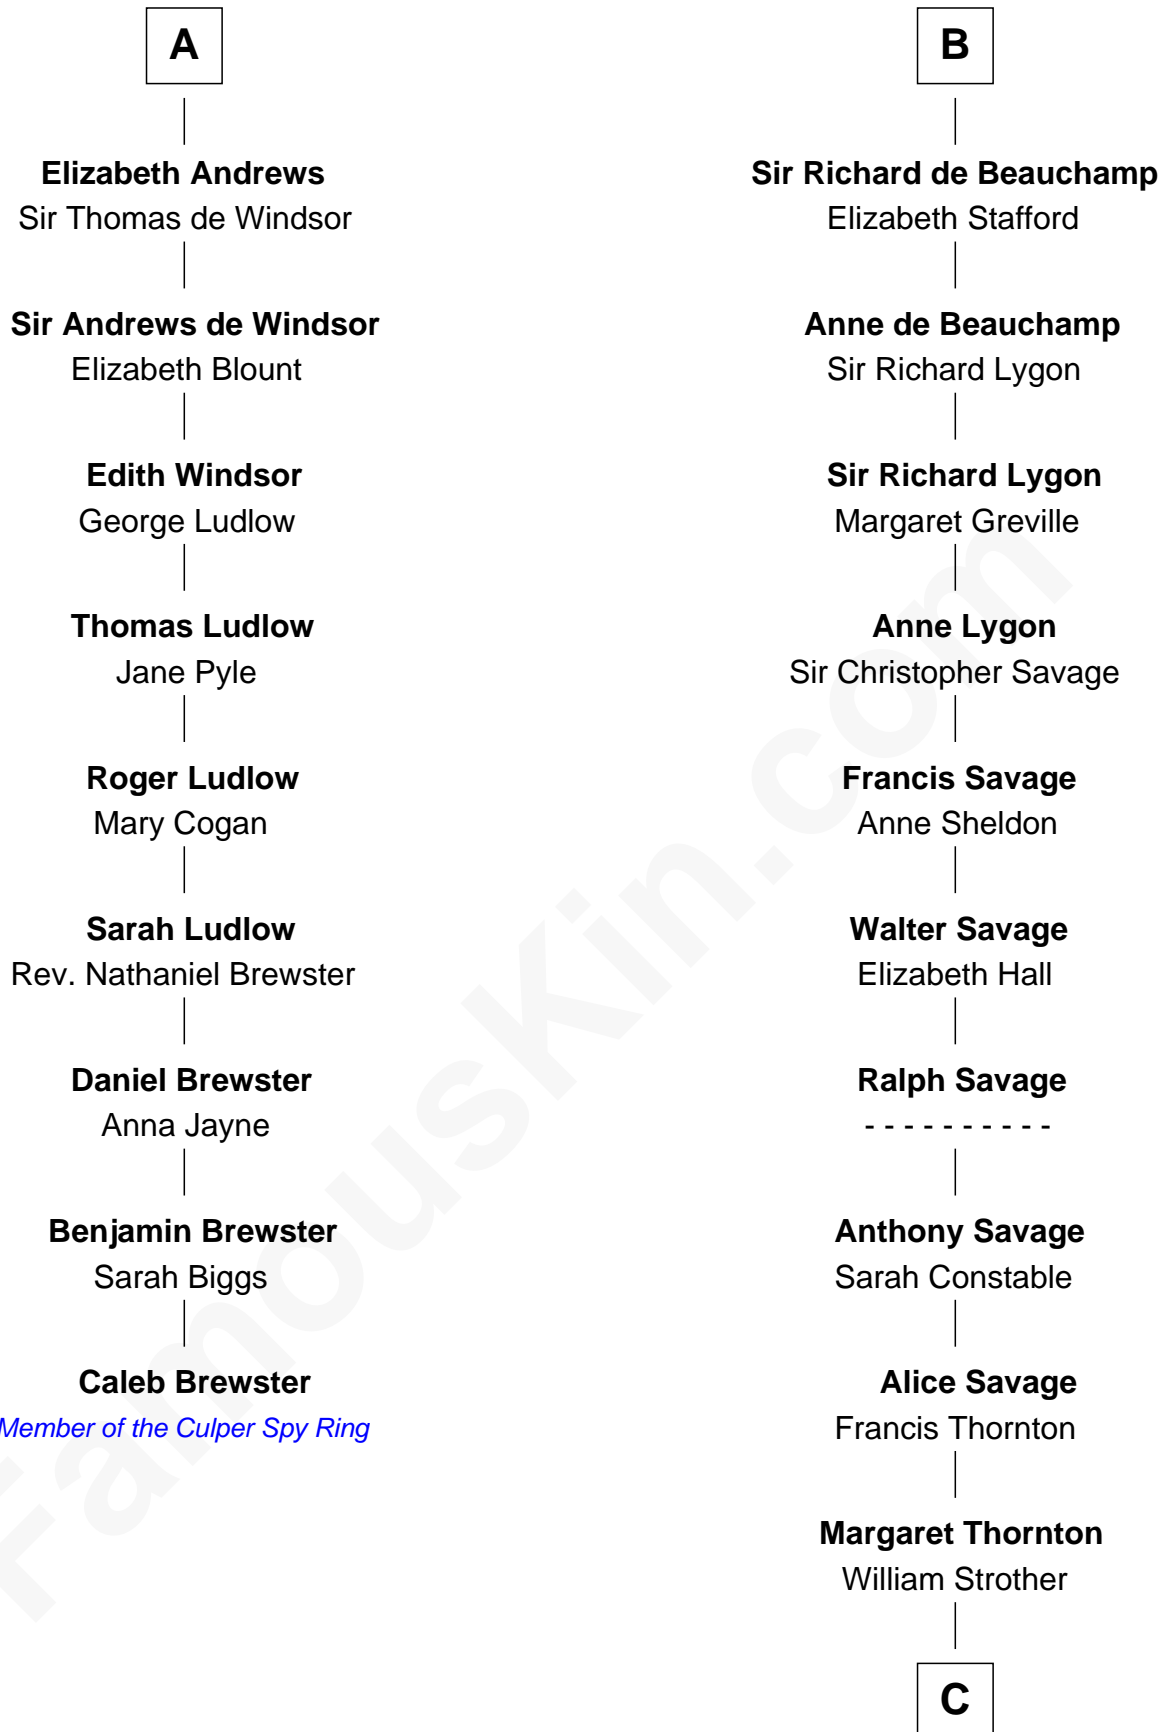 A
Elizabeth Andrews
Sir Thomas de Windsor
Sir Andrews de Windsor
Elizabeth Blount
Edith Windsor
George Ludlow
Thomas Ludlow
Jane Pyle
Roger Ludlow
Mary Cogan
Sarah Ludlow
Rev. Nathaniel Brewster
Daniel Brewster
Anna Jayne
Benjamin Brewster
Sarah Biggs
Caleb Brewster
Member of the Culper Spy Ring
B
Sir Richard de Beauchamp
Elizabeth Stafford
Anne de Beauchamp
Sir Richard Lygon
Sir Richard Lygon
Margaret Greville
Anne Lygon
Sir Christopher Savage
Francis Savage
Anne Sheldon
Walter Savage
Elizabeth Hall
Ralph Savage
- - - - - - - - - -
Anthony Savage
Sarah Constable
Alice Savage
Francis Thornton
Margaret Thornton
William Strother
C
FamousKin.com